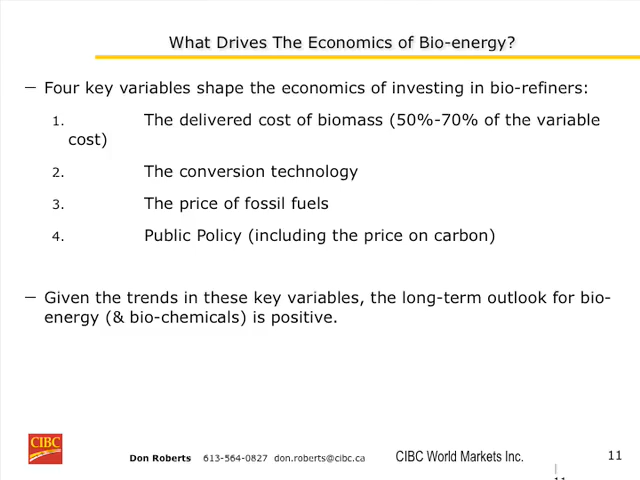 What Drives The Economics of Bio-energy?
— Four key variables shape the economics of investing in bio-refiners:
1. The delivered cost of biomass (50%-70% of the variable
cost)
2. The conversion technology
3. The price of fossil fuels
4. Public Policy (including the price on carbon)
— Given the trends in these key variables, the long-term outlook for bio-
energy (& bio-chemicals) is positive.
CIBC
Don Roberts 613-564-0827 don.roberts@cibc.ca CIBC World Markets Inc. 11
11